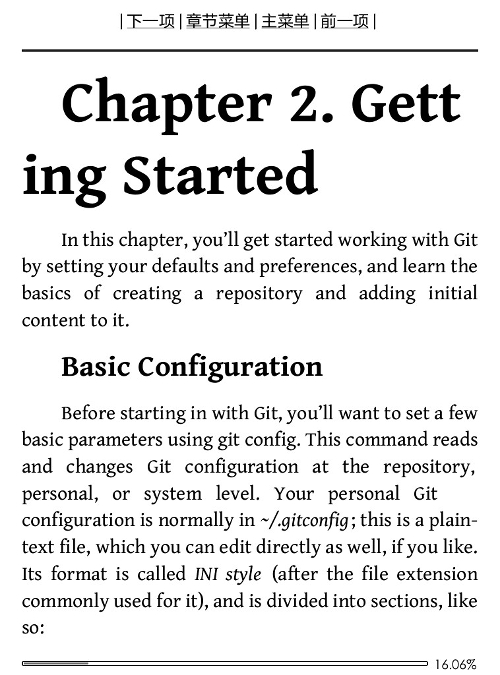 | 下一项 | 章节菜单 | 主菜单 | 前一项 |
Chapter 2. Gett
ing Started
In this chapter, you’ll get started working with Git
by setting your defaults and preferences, and learn the
basics of creating a repository and adding initial
content to it.
Basic Configuration
Before starting in with Git, you’ll want to set a few
basic parameters using git config. This command reads
and changes Git configuration at the repository,
personal, or system level. Your personal Git
configuration is normally in ~/.gitconfig; this is a plain-
text file, which you can edit directly as well, if you like.
Its format is called INI style (after the file extension
commonly used for it), and is divided into sections, like
so:
16.06%